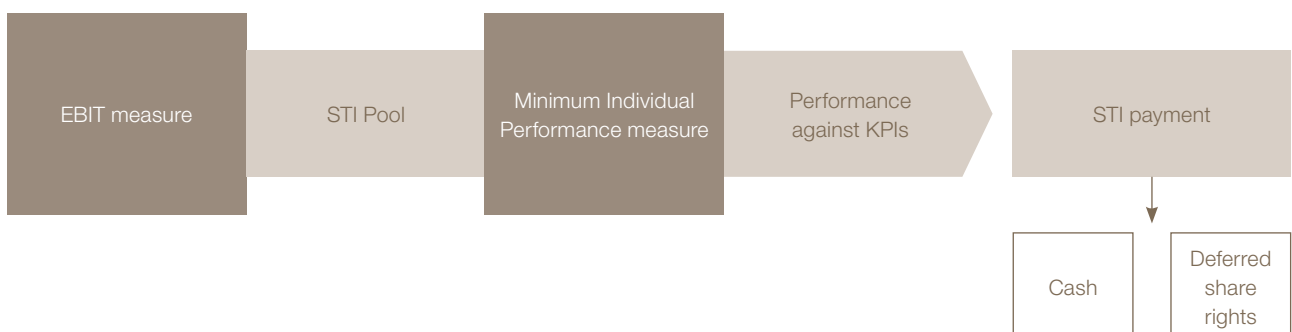 EBIT measure
STI Pool
Minimum Individual
Performance measure
Performance
against KPIs
STI payment
Cash
Deferred
share
rights